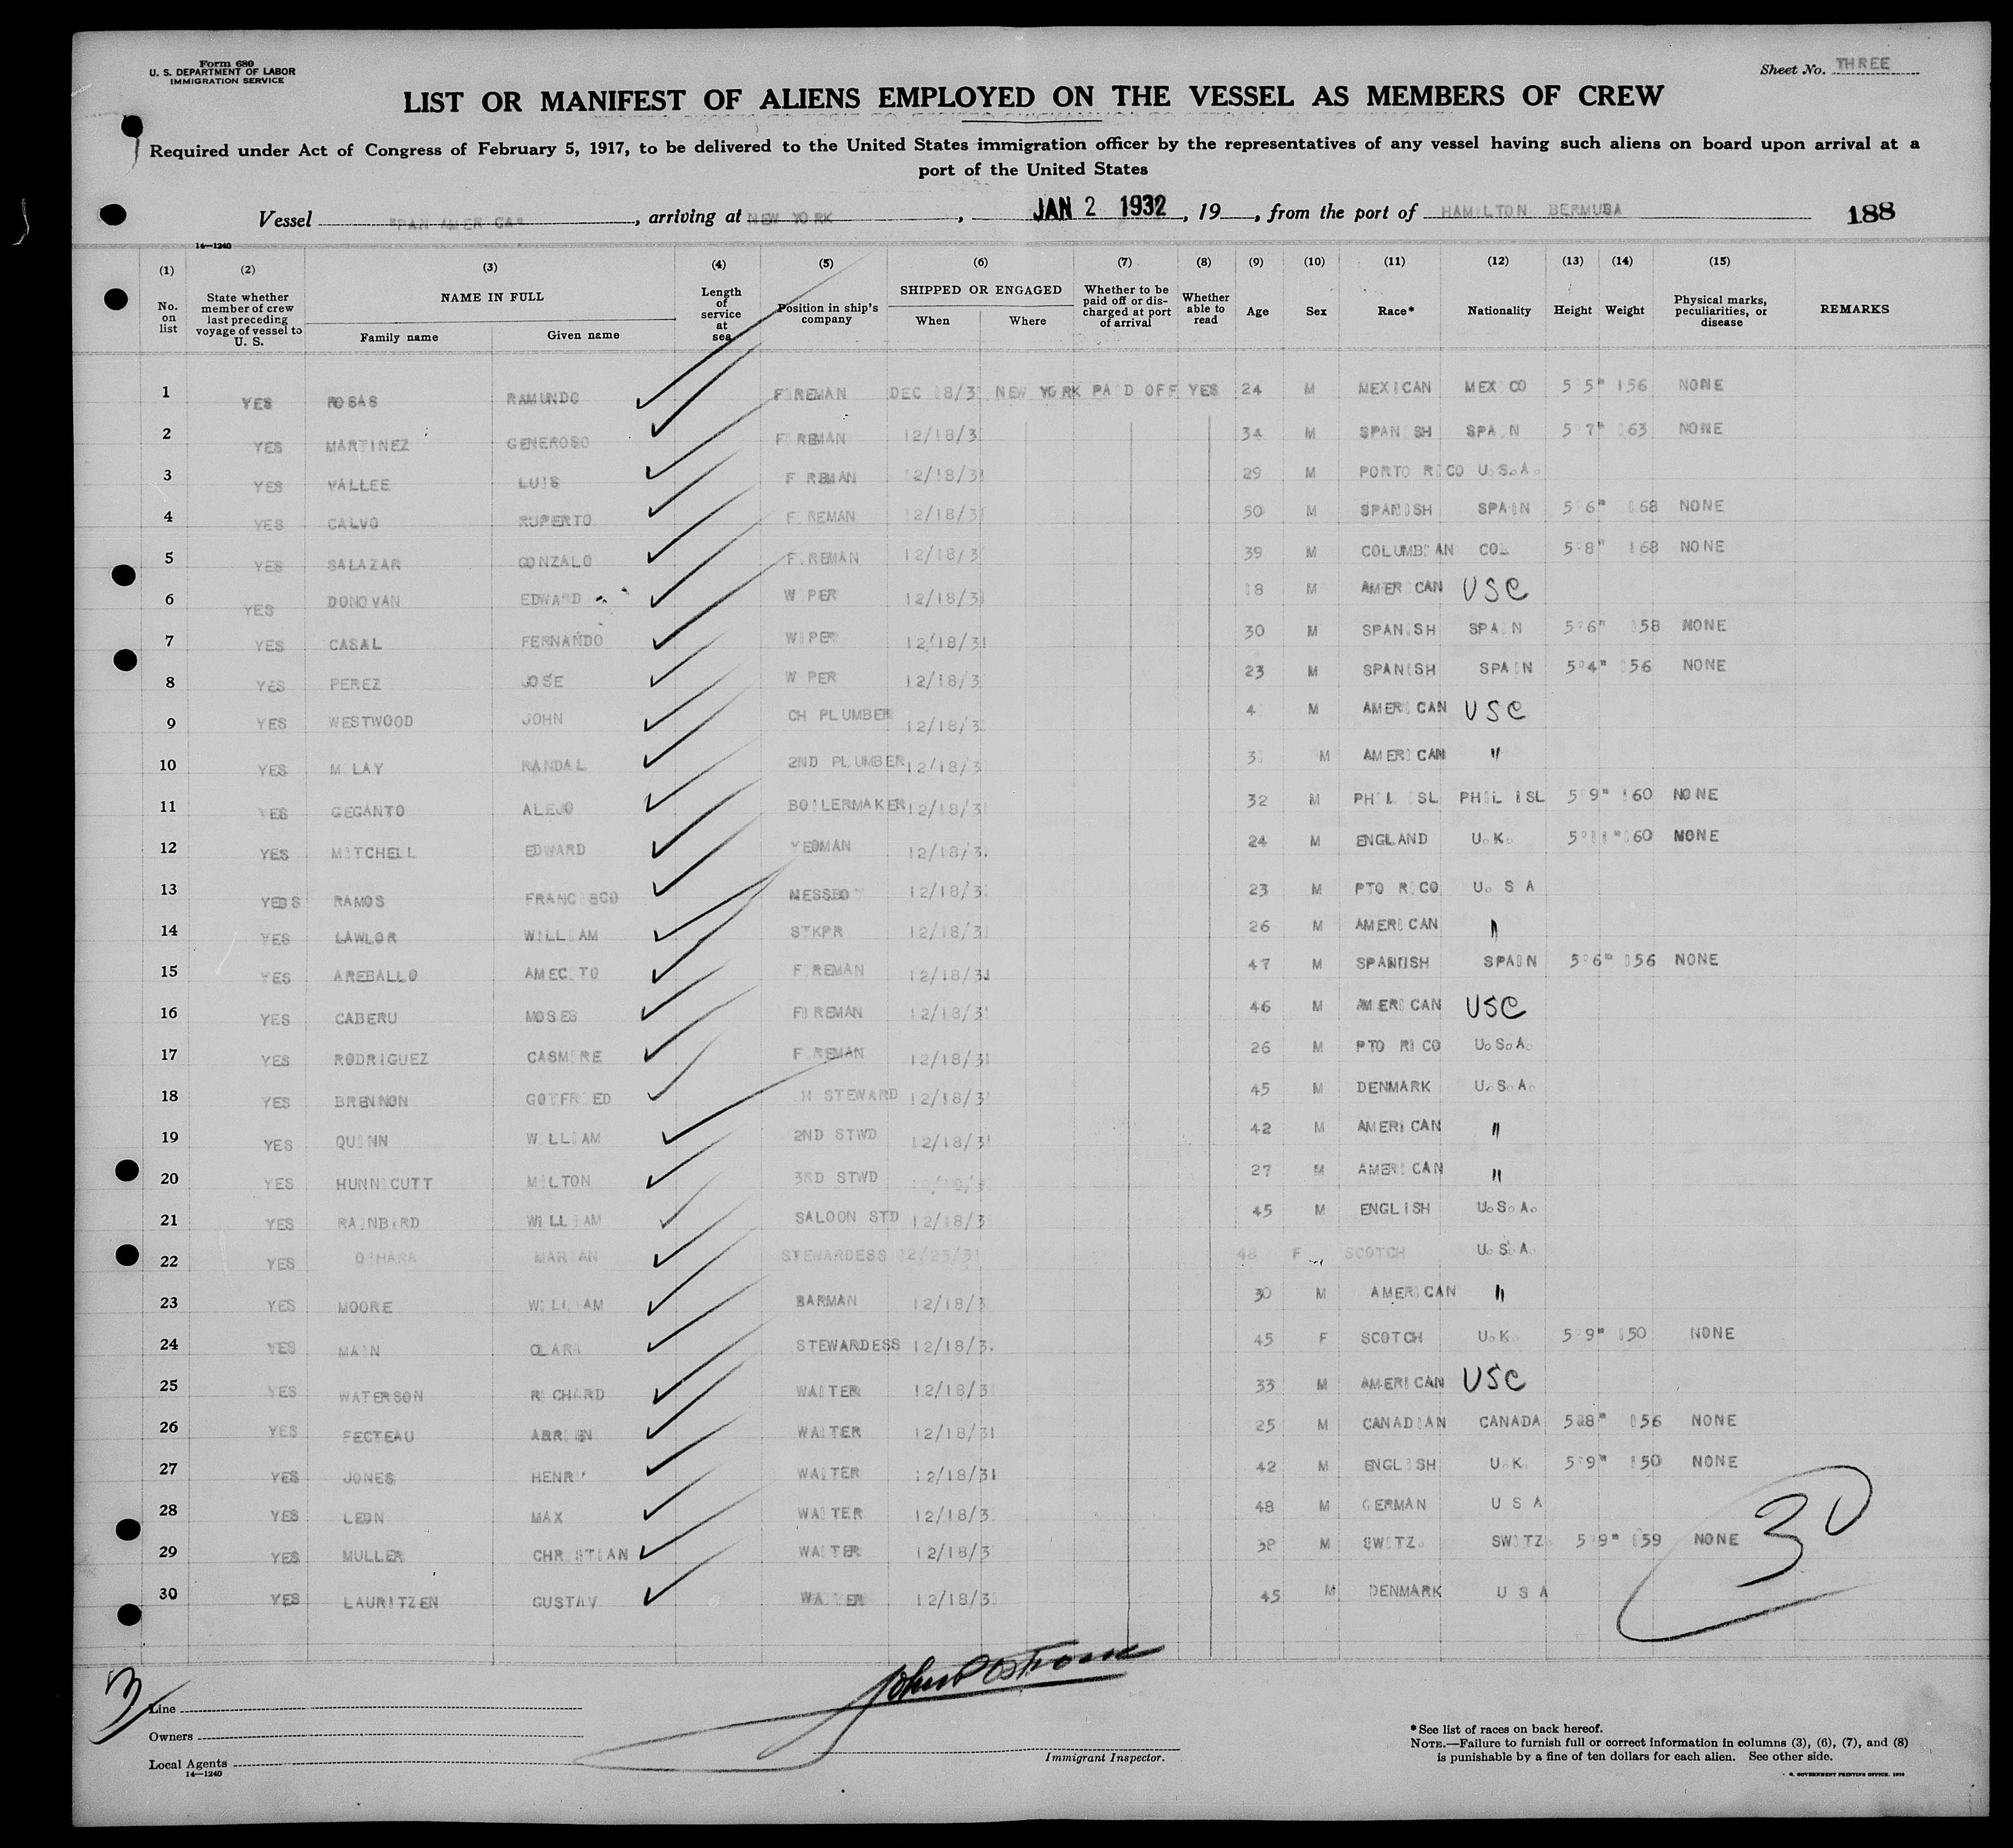 Form 680
U. S. DEPARTMENT OF LABOR
IMMIGRATION SERVICE
Sheet No. THREE
LIST OR MANIFEST OF ALIENS EMPLOYED ON THE VESSEL AS MEMBERS OF CREW
Required under Act of Congress of February 5, 1917, to be delivered to the United States immigration officer by the representatives of any vessel having such aliens on board upon arrival at a
port of the United States
Vessel "PAN AMERICA", arriving at NEW YORK, JAN 2 1932, 19, from the port of HAMILTON BERMUDA 188
14—1240
(1) (2) (3) (4) (5) (6) (7) (8) (9) (10) (11) (12) (13) (14) (15)
No. on list State whether member of crew last preceding voyage of vessel to U. S. NAME IN FULL Family name Given name Length of service at sea Position in ship's company SHIPPED OR ENGAGED When Where Whether to be paid off or discharged at port of arrival Whether able to read Age Sex Race* Nationality Height Weight Physical marks, peculiarities, or disease REMARKS
1 YES ROSAS RAMUNDO FIREMAN DEC 18/31 NEW YORK PAID OFF YES 24 M MEXICAN MEXICO 5'5" 156 NONE
2 YES MARTINEZ GENEROSO FIREMAN 12/18/31 34 M SPANISH SPAIN 5'7" 163 NONE
3 YES VALLEE LUIS FIREMAN 12/18/31 29 M PORTO RICO U.S.A.
4 YES CALVO RUPERTO FIREMAN 12/18/31 50 M SPANISH SPAIN 5'6" 168 NONE
5 YES SALAZAR GONZALO FIREMAN 12/18/31 39 M COLUMBIAN COL 5'8" 168 NONE
6 YES DONOVAN EDWARD WIPER 12/18/31 18 M AMERICAN USC
7 YES CASAL FERNANDO WIPER 12/18/31 30 M SPANISH SPAIN 5'6" 158 NONE
8 YES PEREZ JOSE WIPER 12/18/31 23 M SPANISH SPAIN 5'4" 156 NONE
9 YES WESTWOOD JOHN CH PLUMBER 12/18/31 M AMERICAN USC
10 YES RANDAL 2ND PLUMBER 12/18/31 M AMERICAN "
11 YES GEGANTO ALEJO BOILERMAKER 12/18/31 32 M PHIL ISL PHIL ISL 5'9" 160 NONE
12 YES MITCHELL EDWARD YEOMAN 12/18/31 24 M ENGLAND U.K. 160 NONE
13 YES RAMOS FRANCISCO MESSBOY 12/18/31 23 M PTO RICO U. S A
14 YES LAWLOR WILLIAM STKPR 12/18/31 26 M AMERICAN "
15 YES AREBALLO AMECITO FIREMAN 12/18/31 47 M SPANISH SPAIN 5'6" 156 NONE
16 YES CABERU MOSES FIREMAN 12/18/31 46 M AMERICAN USC
17 YES RODRIGUEZ CASMIRE FIREMAN 12/18/31 26 M PTO RICO U.S.A.
18 YES BRENNON GOTFRIED CH STEWARD 12/18/31 45 M DENMARK U.S.A.
19 YES QUINN WILLIAM 2ND STWD 12/18/31 42 M AMERICAN "
20 YES HUNNICUTT MILTON 3RD STWD 12/18/31 27 M AMERICAN "
21 YES RAINBIRD WILLIAM SALOON STD 12/18/31 45 M ENGLISH U.S.A.
22 YES O'HARA MARIAN STEWARDESS 12/23/31 48 F SCOTCH U.S.A.
23 YES MOORE WILLIAM BARMAN 12/18/31 30 M AMERICAN "
24 YES MAIN CLARA STEWARDESS 12/18/31 45 F SCOTCH U.K. 5'9" 150 NONE
25 YES WATERSON RICHARD WAITER 12/18/31 33 M AMERICAN USC
26 YES FECTEAU WAITER 12/18/31 25 M CANADIAN CANADA 5'8" 156 NONE
27 YES JONES HENRY WAITER 12/18/31 42 M ENGLISH U.K. 5'9" 150 NONE
28 YES LEON MAX WAITER 12/18/31 48 M GERMAN U S A
29 YES MULLER CHRISTIAN WAITER 12/18/31 38 M SWITZ. SWITZ. 5'9" 159 NONE
30 YES LAURITZEN GUSTAV WAITER 12/18/31 45 M DENMARK U S A
30
3
Line
Owners
Local Agents
14—1240
Immigrant Inspector.
*See list of races on back hereof.
NOTE.—Failure to furnish full or correct information in columns (3), (6), (7), and (8)
is punishable by a fine of ten dollars for each alien. See other side.